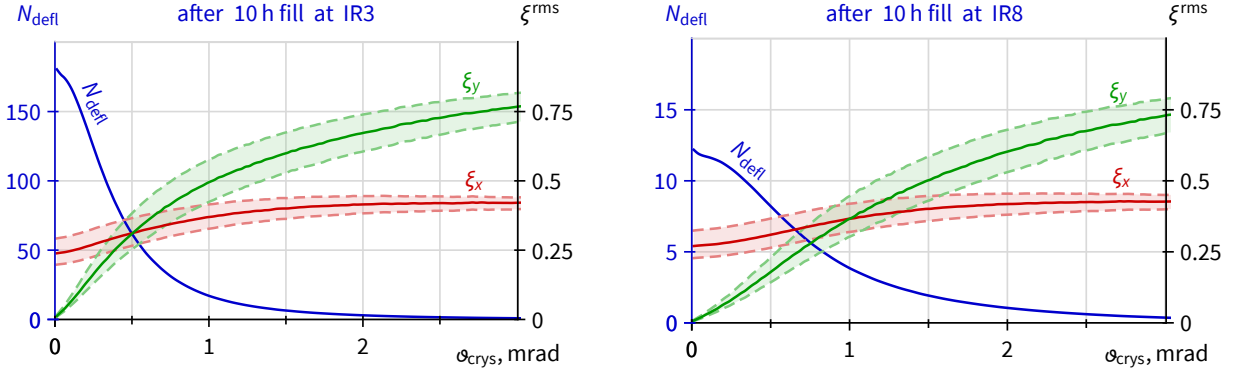 N_defl after 10 h fill at IR3 ξ^rms
150
100
50
0
N_defl
ξ_y
ξ_x
0.75
0.5
0.25
0
0 1 2 ϑ_crys, mrad
N_defl after 10 h fill at IR8 ξ^rms
15
10
5
0
N_defl
ξ_y
ξ_x
0.75
0.5
0.25
0
0 1 2 ϑ_crys, mrad